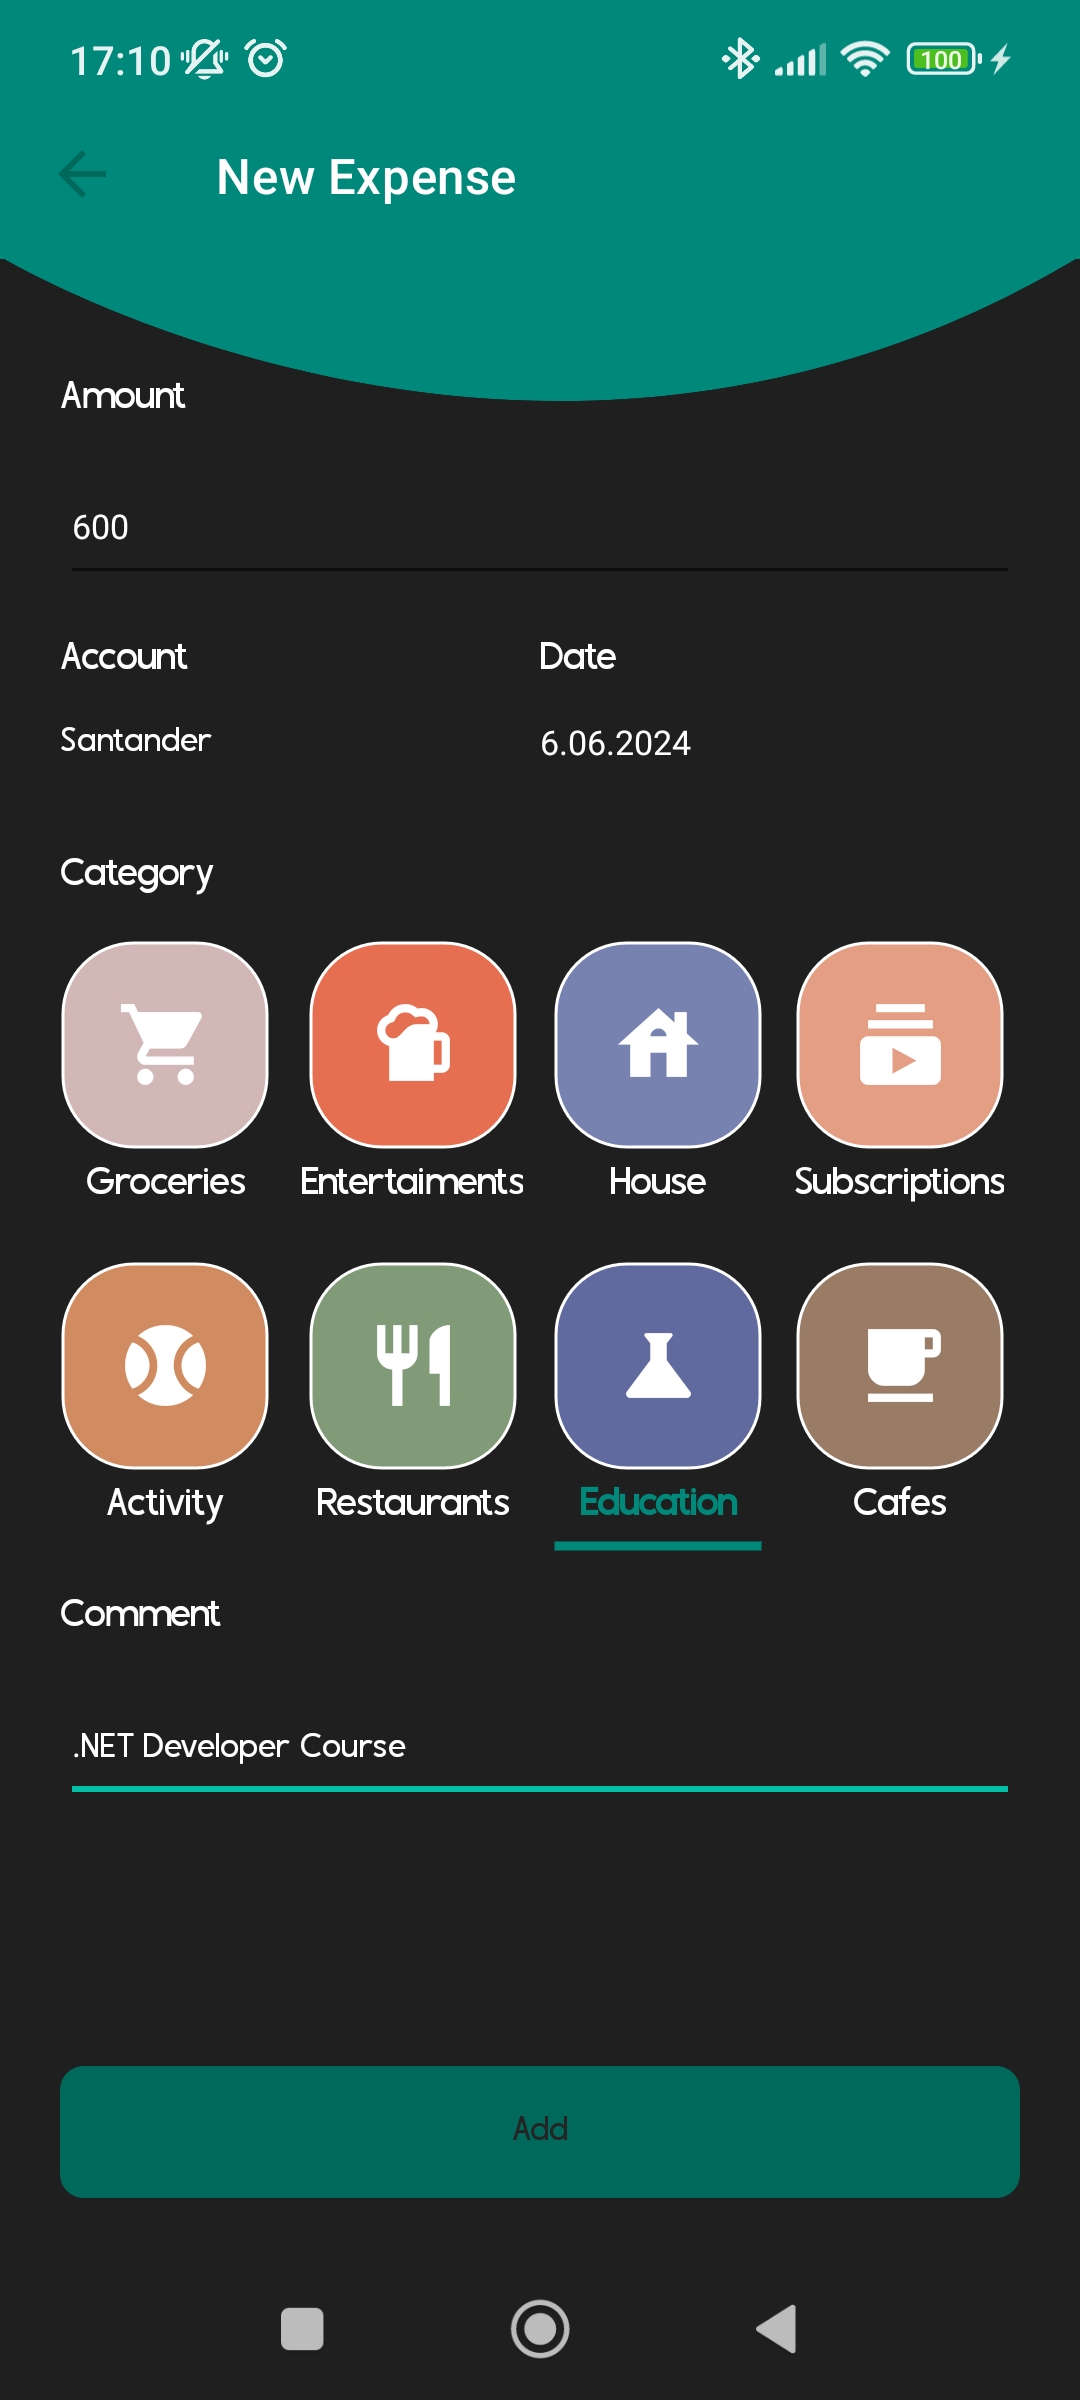 17:10
100
New Expense
Amount
600
Account Date
Santander 6.06.2024
Category
Groceries Entertaiments House Subscriptions
Activity Restaurants Education Cafes
Comment
.NET Developer Course
Add